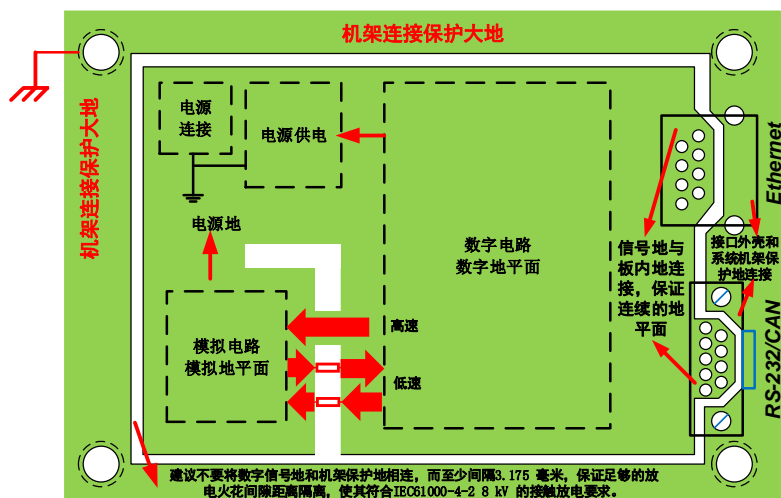 机架连接保护大地
机架连接保护大地
电源
连接
电源供电
电源地
数字电路
数字地平面
模拟电路
模拟地平面
高速
低速
信号地与
板内地连
接，保证
连续的地
平面
接口外壳和
系统机架保
护地连接
Ethernet
RS-232/CAN
建议不要将数字信号地和机架保护地相连，而至少间隔3.175 毫米，保证足够的放
电火花间隙距离隔离，使其符合IEC61000-4-2 8 kV 的接触放电要求。